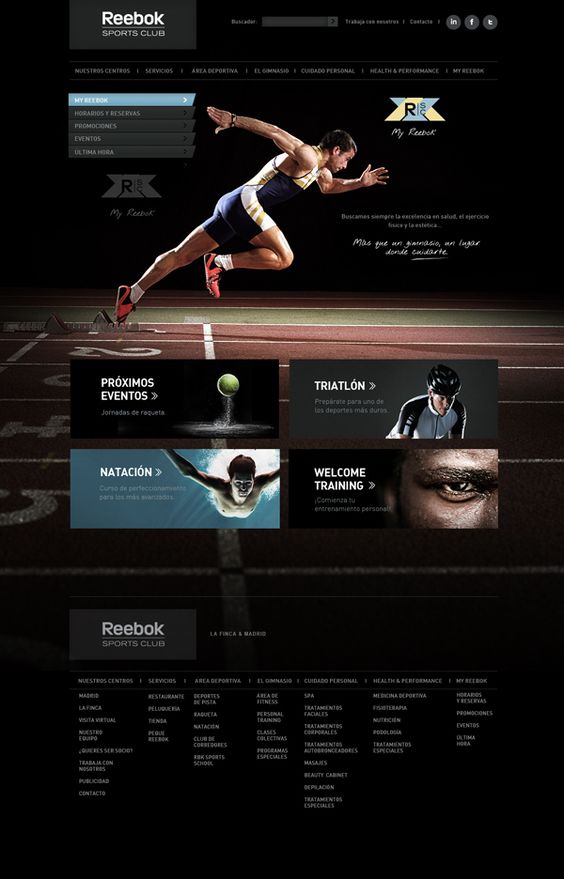 Reebok
SPORTS CLUB
Buscador:
Trabaja con nosotros | Contacto |
in f t
NUESTROS CENTROS | SERVICIOS | ÁREA DEPORTIVA | EL GIMNASIO | CUIDADO PERSONAL | HEALTH & PERFORMANCE | MY REEBOK
MY REEBOK
HORARIOS Y RESERVAS
PROMOCIONES
EVENTOS
ÚLTIMA HORA
R SC
My Reebok
R SC
My Reebok
Buscamos siempre la excelencia en salud, el ejercicio
físico y la estética...
Más que un gimnasio, un lugar
donde cuidarte
PRÓXIMOS
EVENTOS »
Jornadas de raqueta.
TRIATLÓN »
Prepárate para uno de
los deportes más duros.
NATACIÓN »
Curso de perfeccionamiento
para los más avanzados.
WELCOME
TRAINING »
¡Comienza tu
entrenamiento personal!
Reebok
SPORTS CLUB
LA FINCA & MADRID
NUESTROS CENTROS | SERVICIOS | ÁREA DEPORTIVA | EL GIMNASIO | CUIDADO PERSONAL | HEALTH & PERFORMANCE | MY REEBOK
MADRID
LA FINCA
VISITA VIRTUAL
NUESTRO
EQUIPO
¿QUIERES SER SOCIO?
TRABAJA CON
NOSOTROS
PUBLICIDAD
CONTACTO
RESTAURANTE
PELUQUERÍA
TIENDA
PEQUE
REEBOK
DEPORTES
DE PISTA
RAQUETA
NATACIÓN
CLUB DE
CORREDORES
RBK SPORTS
SCHOOL
ÁREA DE
FITNESS
PERSONAL
TRAINING
CLASES
COLECTIVAS
PROGRAMAS
ESPECIALES
SPA
TRATAMIENTOS
FACIALES
TRATAMIENTOS
CORPORALES
TRATAMIENTOS
AUTOBRONCEADORES
MASAJES
BEAUTY CABINET
DEPILACIÓN
TRATAMIENTOS
ESPECIALES
MEDICINA DEPORTIVA
FISIOTERAPIA
NUTRICIÓN
PODOLOGÍA
TRATAMIENTOS
ESPECIALES
HORARIOS
Y RESERVAS
PROMOCIONES
EVENTOS
ÚLTIMA
HORA